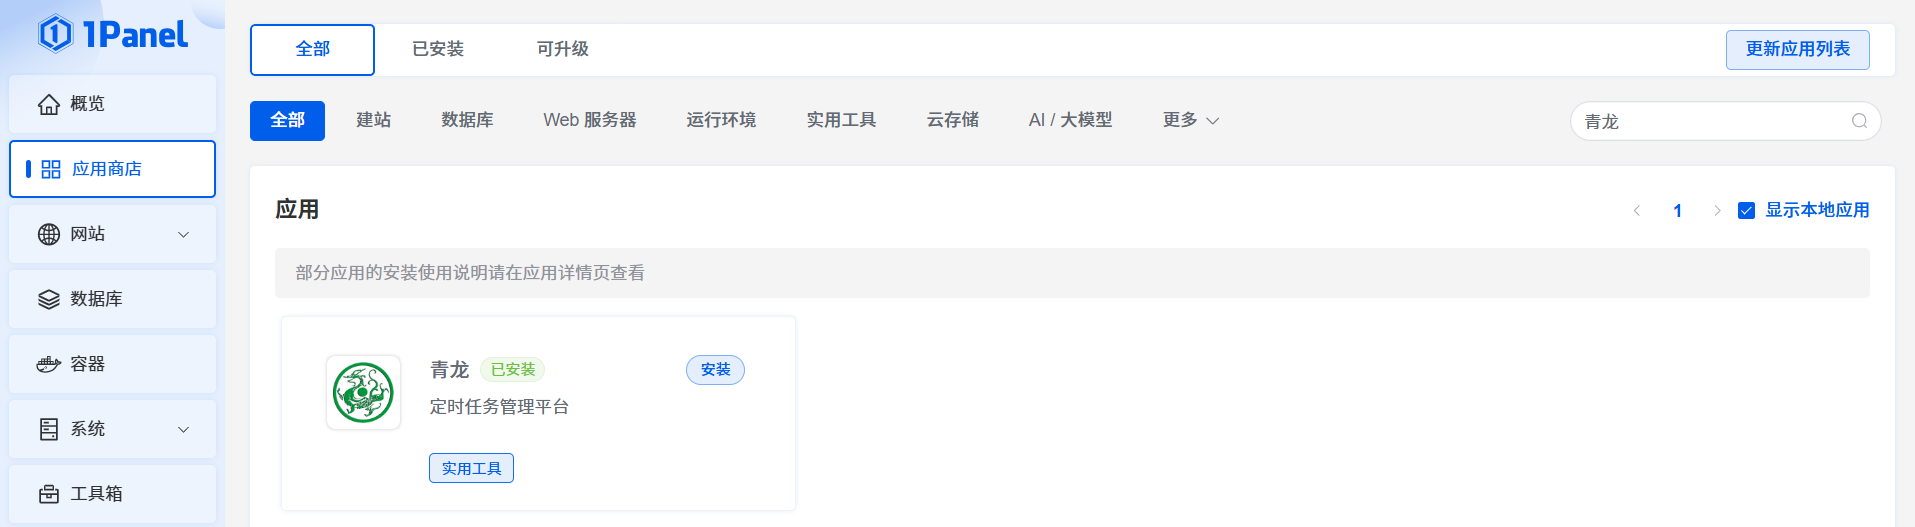 1Panel
概览
应用商店
网站
数据库
容器
系统
工具箱
全部 已安装 可升级 更新应用列表
全部 建站 数据库 Web 服务器 运行环境 实用工具 云存储 AI / 大模型 更多 青龙
应用 1 显示本地应用
部分应用的安装使用说明请在应用详情页查看
青龙 已安装 安装
定时任务管理平台
实用工具